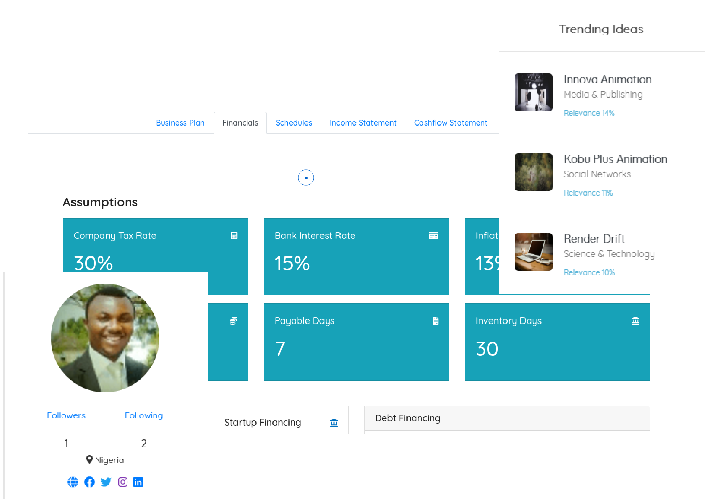 Trending Ideas
Innova Animation
Media & Publishing
Relevance 14%
Business Plan
Financials
Schedules
Income Statement
Cashflow Statement
Kobu Plus Animation
Social Networks
Relevance 11%
Assumptions
Render Drift
Science & Technology
Relevance 10%
Company Tax Rate
30%
Bank Interest Rate
15%
Inflat
13%
Payable Days
7
Inventory Days
30
Followers
Following
1
2
Nigeria
Startup Financing
Debt Financing